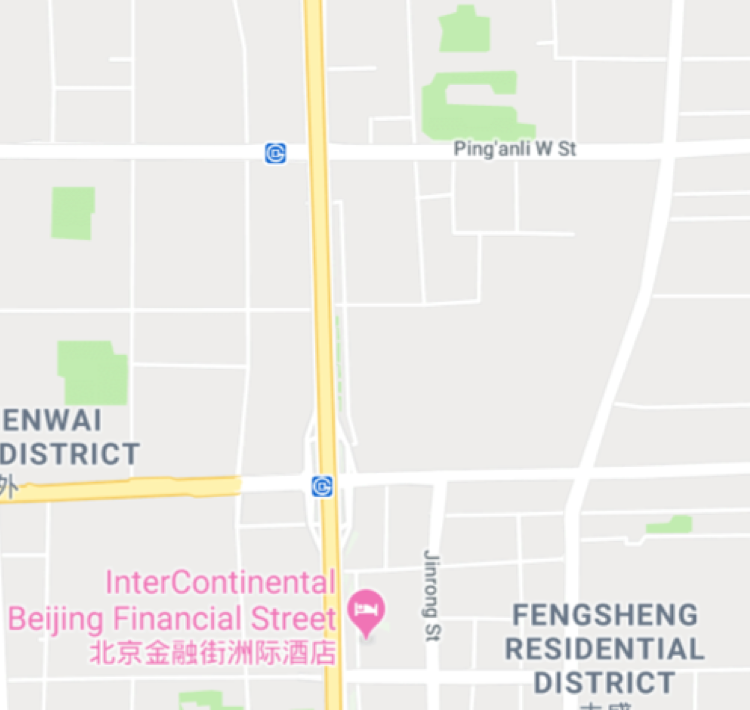 Ping'anli W St
ENWAI
DISTRICT
外
InterContinental
Beijing Financial Street
北京金融街洲际酒店
Jinrong St
FENGSHENG
RESIDENTIAL
DISTRICT